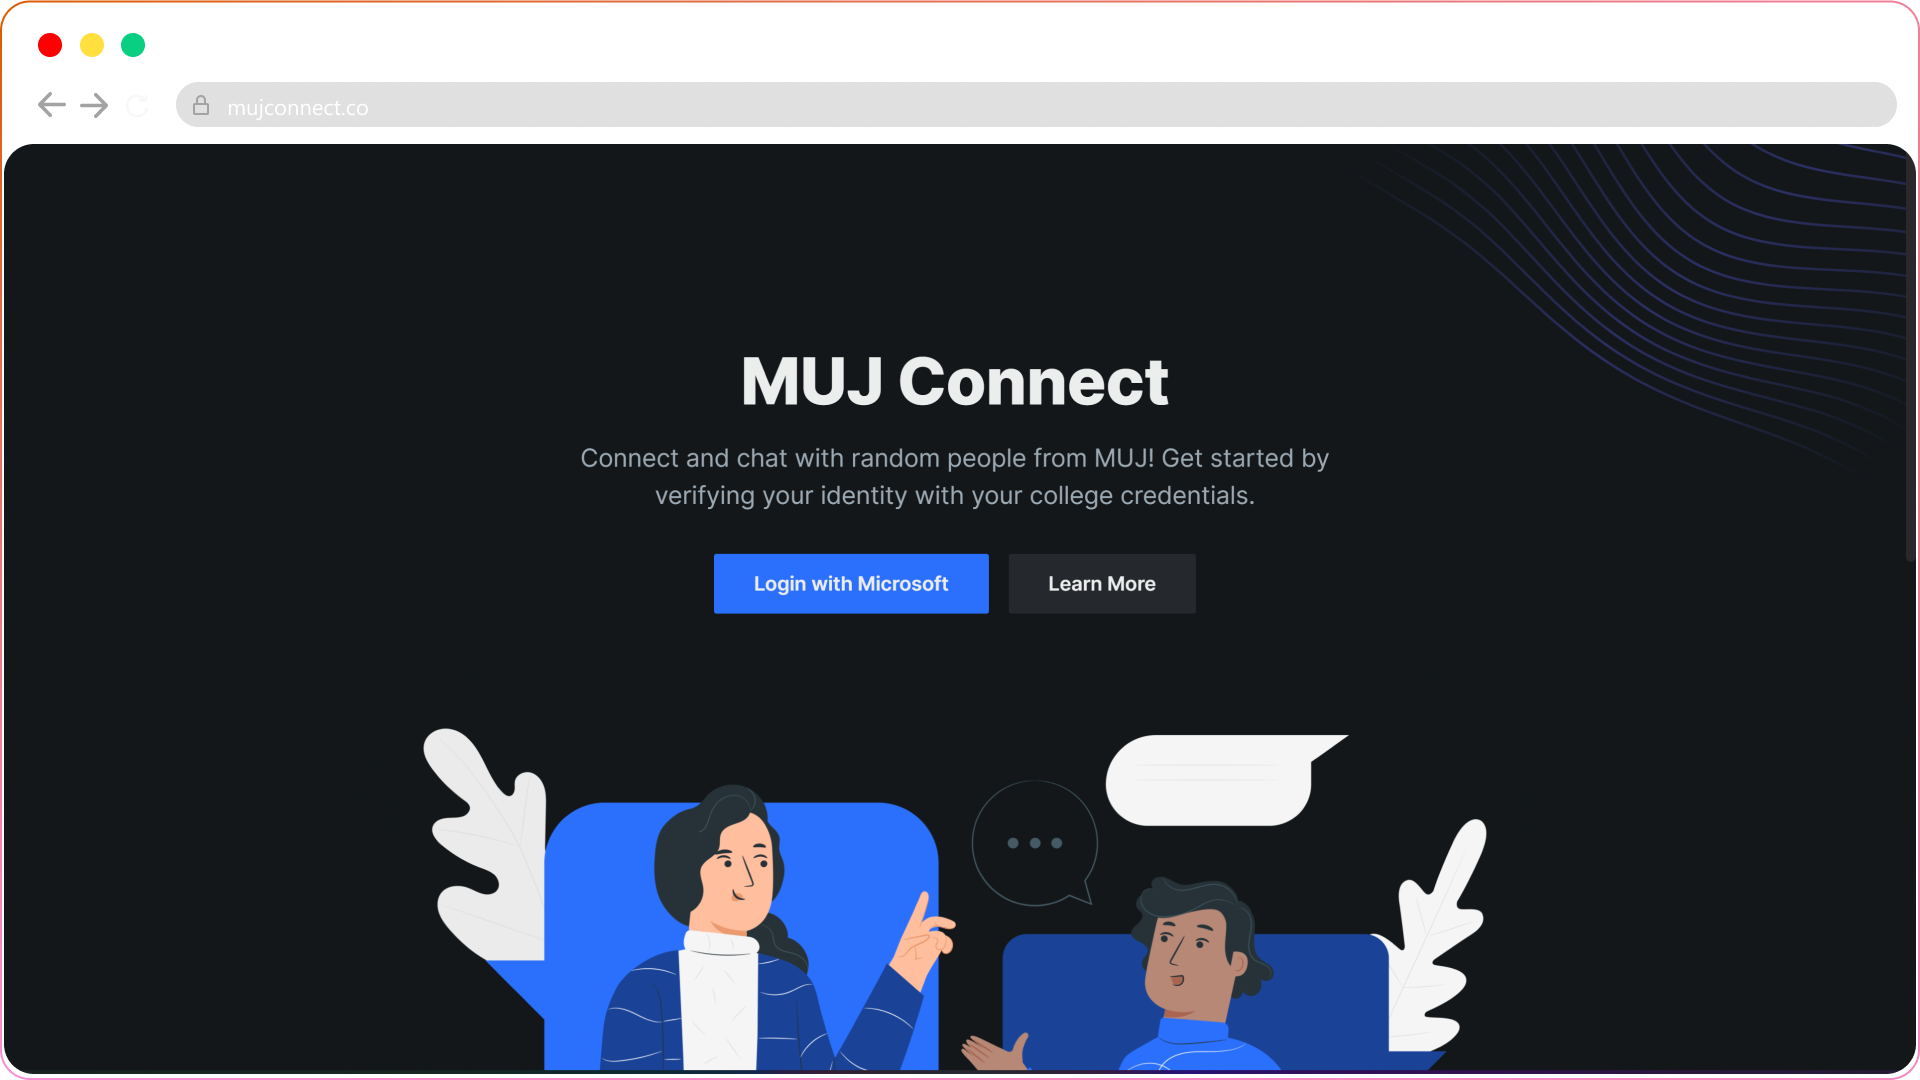 mujconnect.co
MUJ Connect
Connect and chat with random people from MUJ! Get started by
verifying your identity with your college credentials.
Login with Microsoft
Learn More